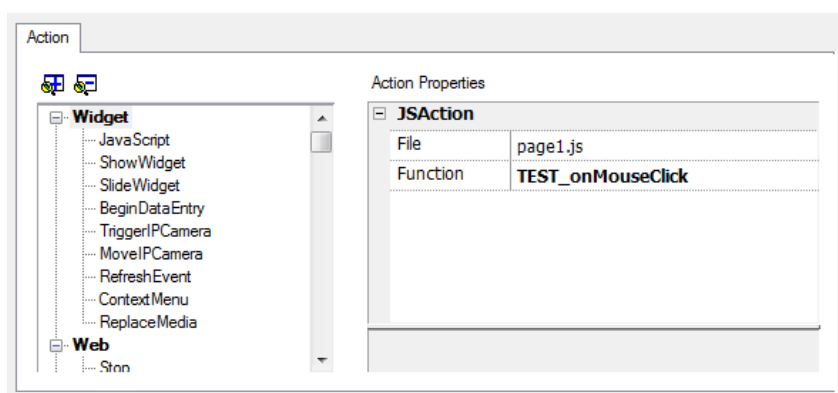 Action
Action Properties
Widget
JavaScript
ShowWidget
SlideWidget
BeginDataEntry
TriggerIPCamera
MoveIPCamera
RefreshEvent
ContextMenu
ReplaceMedia
Web
Stop
JSAction
File page1.js
Function TEST_onMouseClick